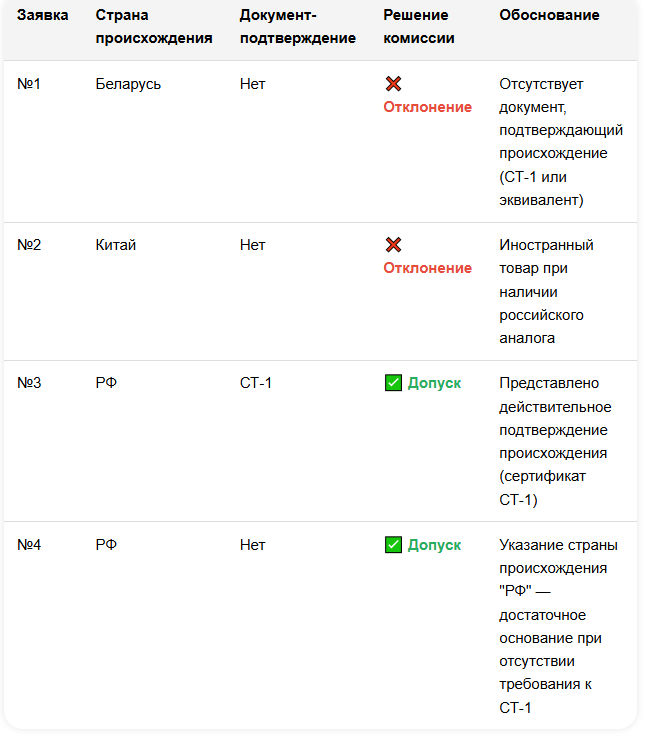 Заявка Страна Документ- Решение Обоснование
происхождения подтверждение комиссии
№1 Беларусь Нет ❌ Отсутствует
Отклонение документ,
подтверждающий
происхождение
(СТ-1 или
эквивалент)
№2 Китай Нет ❌ Иностранный
Отклонение товар при
наличии
российского
аналога
№3 РФ СТ-1 ✅ Допуск Представлено
действительное
подтверждение
происхождения
(сертификат
СТ-1)
№4 РФ Нет ✅ Допуск Указание страны
происхождения
"РФ" —
достаточное
основание при
отсутствии
требования к
СТ-1